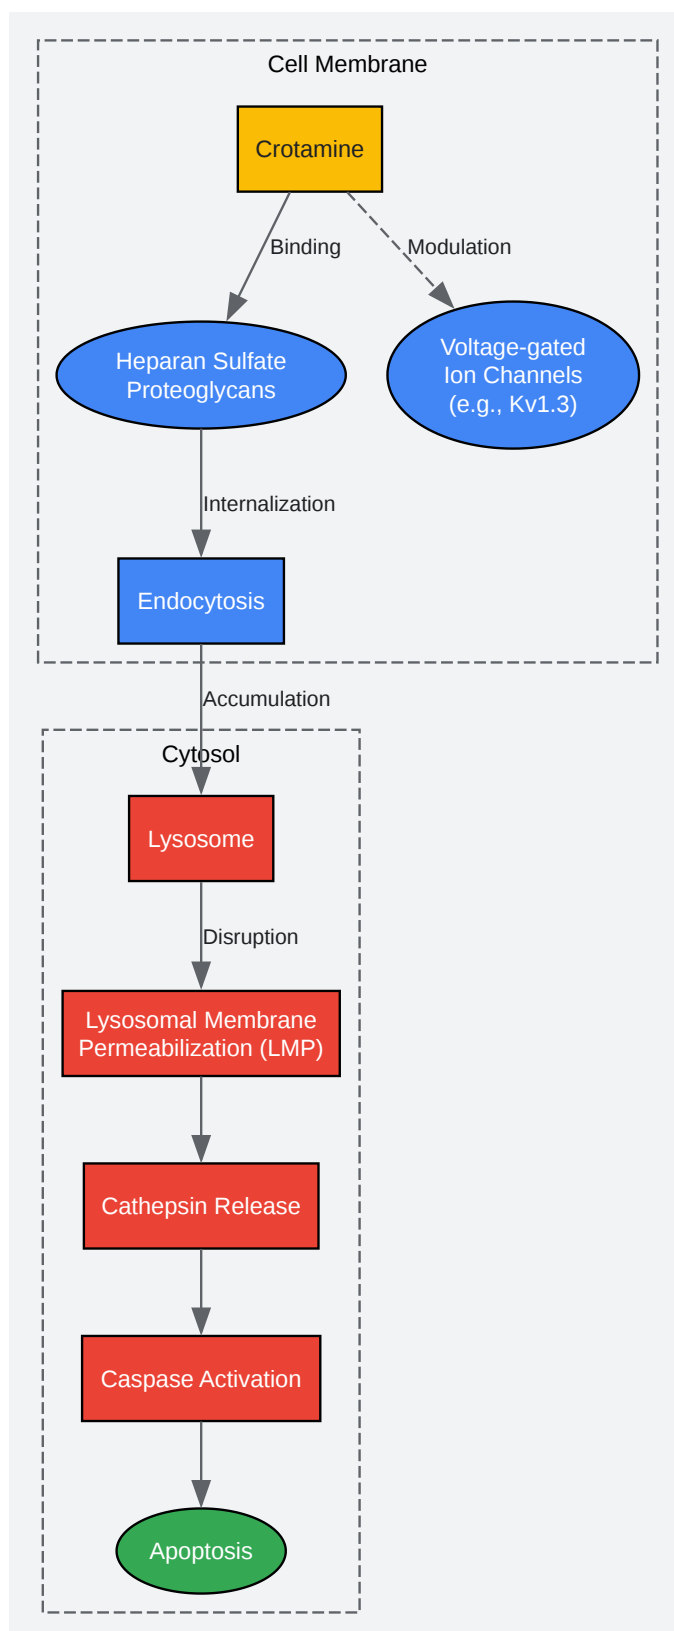 Cell Membrane
Crotamine
Binding
Modulation
Heparan Sulfate
Proteoglycans
Voltage-gated
Ion Channels
(e.g., Kv1.3)
Internalization
Endocytosis
Accumulation
Cytosol
Lysosome
Disruption
Lysosomal Membrane
Permeabilization (LMP)
Cathepsin Release
Caspase Activation
Apoptosis